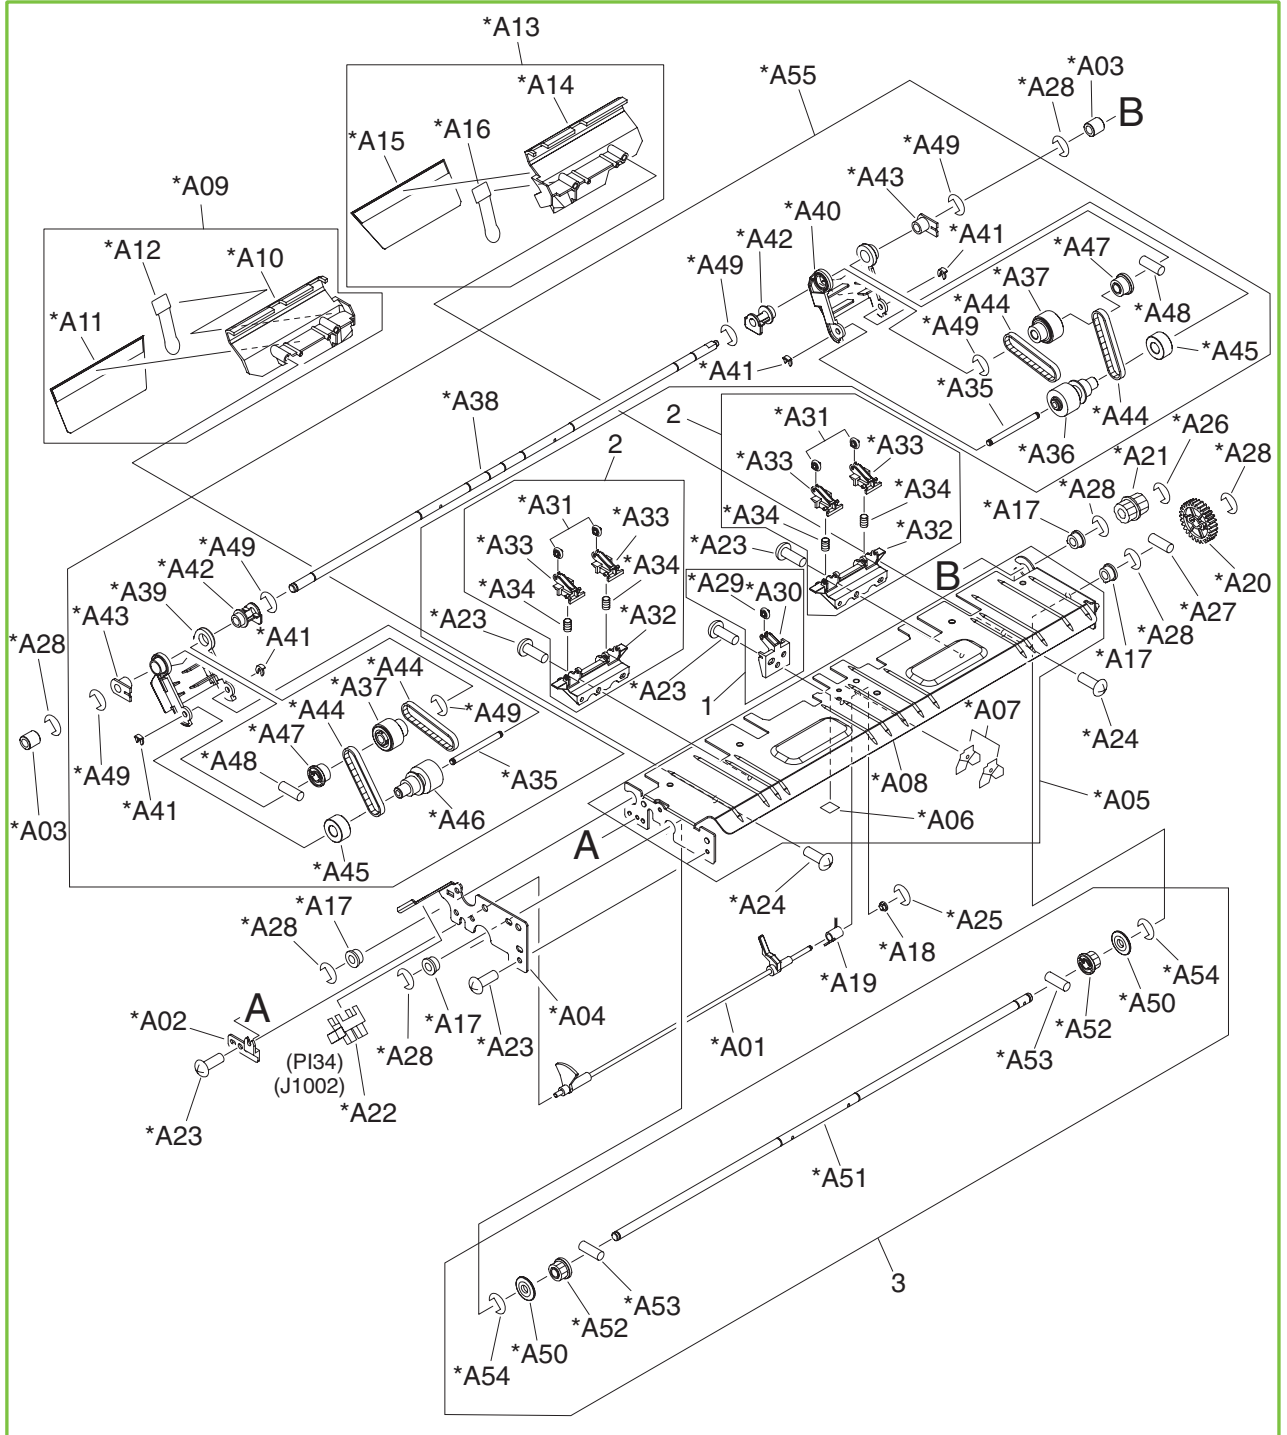 *A13
*A03
*A55
*A28
*A14
B
*A16
*A15
*A49
*A43
*A09
*A40
*A41
*A12
*A42
*A47
*A10
*A49
*A37
*A44
*A48
*A11
*A49
*A45
*A41
*A35
*A38
*A44
2
*A31
*A26
*A36
*A21
2
*A33
*A33
*A28
*A28
*A31
*A34
*A17
*A33
*A34
*A32
*A49
*A33
*A23
*A42
*A34
B
*A20
*A39
*A34
*A29
*A30
*A27
*A43
*A32
*A28
*A41
*A23
*A28
*A17
*A44
*A23
*A37
1
*A44
*A49
*A07
*A47
*A24
*A48
*A35
*A08
*A49
*A05
*A41
*A03
*A46
*A06
A
*A45
*A24
*A17
*A25
*A28
*A18
*A19
*A54
A
*A50
*A02
*A04
*A17
*A52
*A01
(PI34)
*A28
*A23
*A53
(J1002)
*A22
*A23
*A51
3
*A53
*A52
*A50
*A54